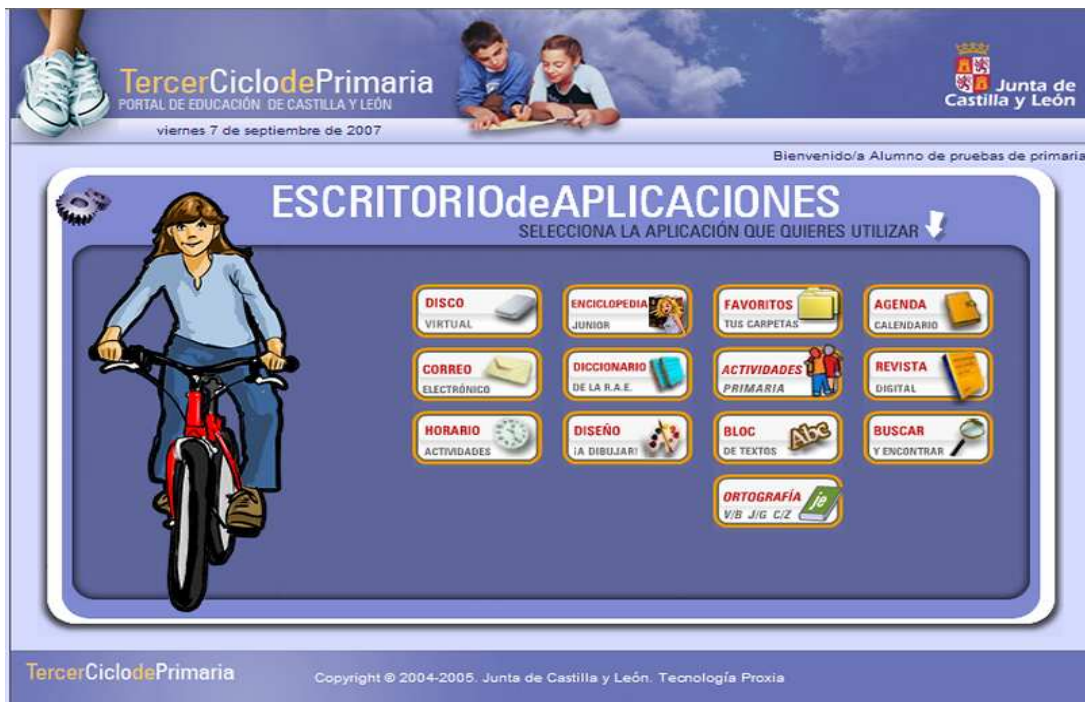 TercerCiclodePrimaria
PORTAL DE EDUCACIÓN DE CASTILLA Y LEÓN
Junta de
Castilla y León
viernes 7 de septiembre de 2007
Bienvenido/a Alumno de pruebas de primaria
ESCRITORIOdeAPLICACIONES
SELECCIONA LA APLICACIÓN QUE QUIERES UTILIZAR
DISCO
VIRTUAL
ENCICLOPEDIA
JUNIOR
FAVORITOS
TUS CARPETAS
AGENDA
CALENDARIO
CORREO
ELECTRÓNICO
DICCIONARIO
DE LA R.A.E.
ACTIVIDADES
PRIMARIA
REVISTA
DIGITAL
HORARIO
ACTIVIDADES
DISEÑO
¡A DIBUJAR!
BLOC
DE TEXTOS
Abc
BUSCAR
Y ENCONTRAR
ORTOGRAFÍA
V/B J/G C/Z
je
TercerCiclodePrimaria
Copyright © 2004-2005. Junta de Castilla y León. Tecnología Proxia